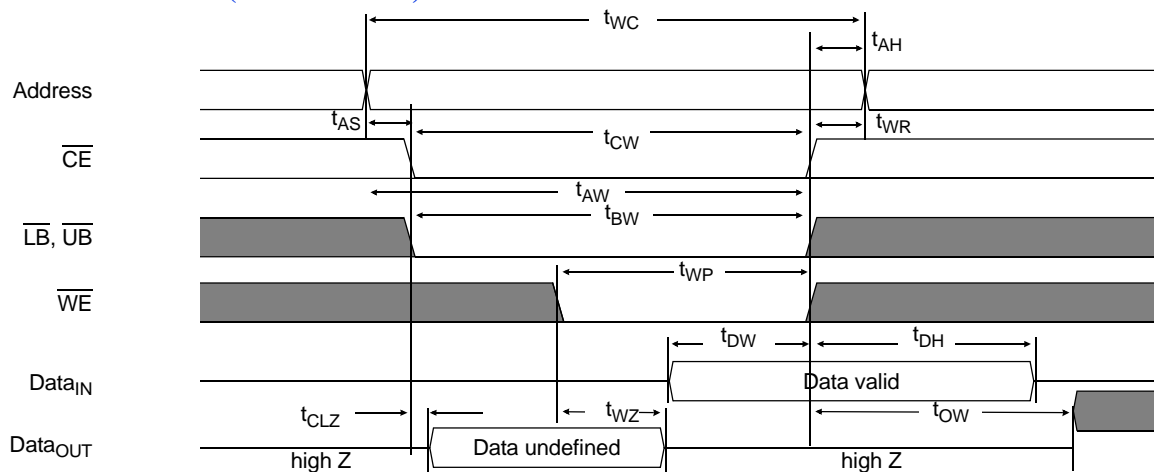 tWC
tAH
Address
tAS
tCW
tWR
CE
tAW
tBW
LB, UB
tWP
WE
tDW
tDH
DataIN
Data valid
tCLZ
tWZ
tOW
DataOUT
Data undefined
high Z
high Z